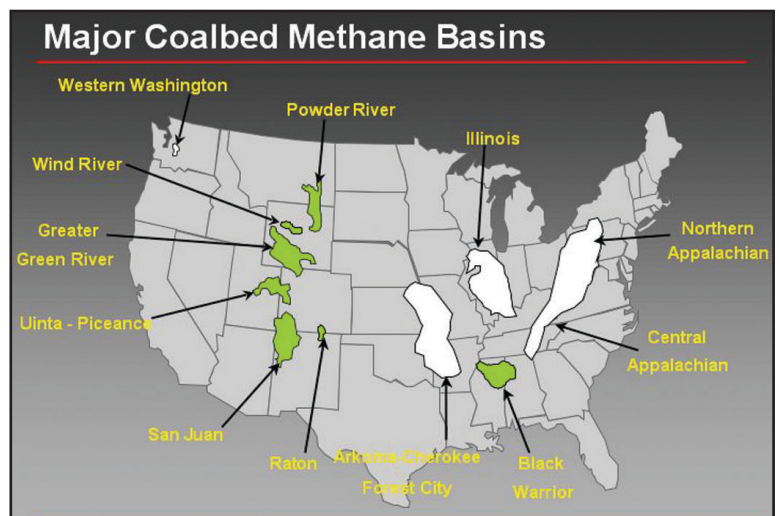 Major Coalbed Methane Basins
Western Washington
Powder River
Illinois
Wind River
Greater
Green River
Northern
Appalachian
Uinta - Piceance
Central
Appalachian
San Juan
Raton
Arkoma-Cherokee
Forest City
Black
Warrior